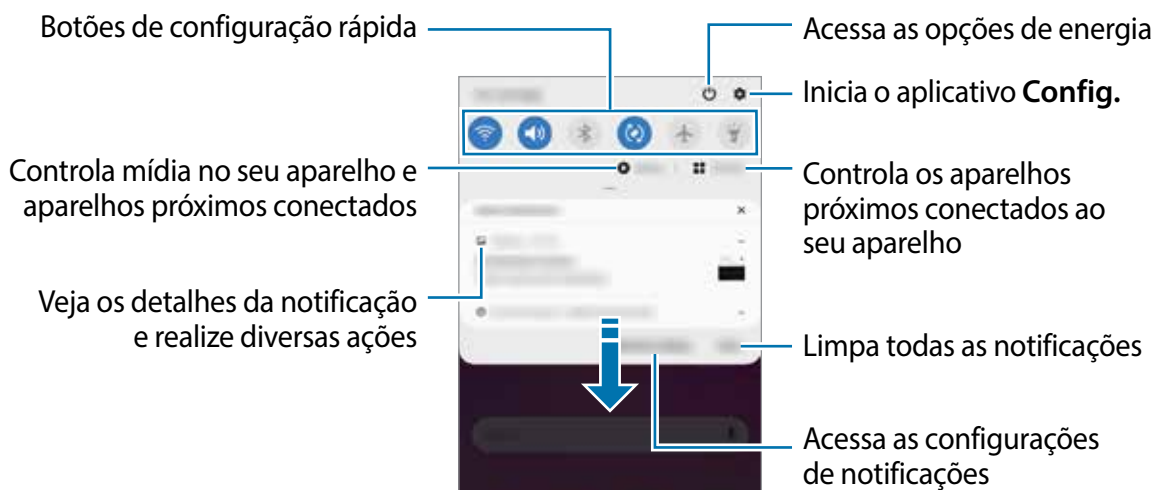 Botões de configuração rápida
Acessa as opções de energia
Inicia o aplicativo Config.
Controla mídia no seu aparelho e
aparelhos próximos conectados
Controla os aparelhos
próximos conectados ao
seu aparelho
Veja os detalhes da notificação
e realize diversas ações
Limpa todas as notificações
Acessa as configurações
de notificações